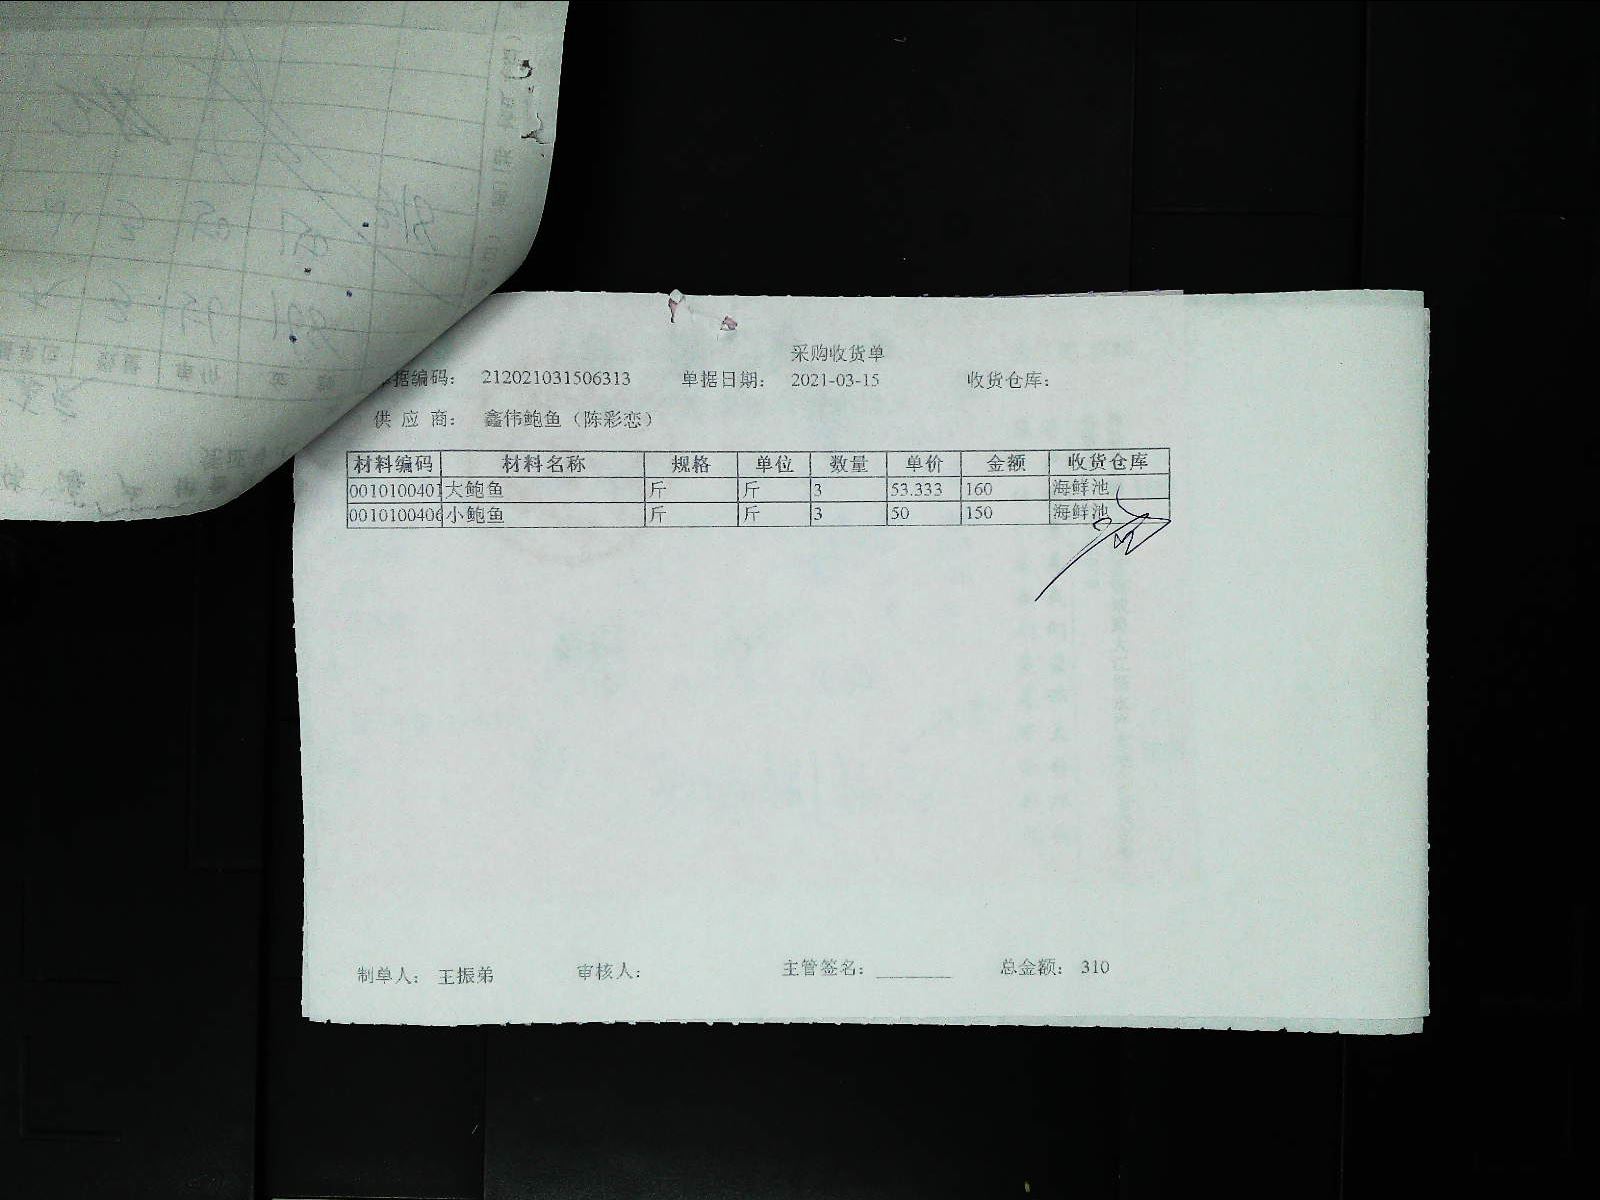 采购收货单
据编码： 212021031506313 单据日期： 2021-03-15 收货仓库：
供 应 商： 鑫伟鲍鱼（陈彩恋）
材料编码 材料名称 规格 单位 数量 单价 金额 收货仓库
0010100401 大鲍鱼 斤 斤 3 53.333 160 海鲜池
0010100406 小鲍鱼 斤 斤 3 50 150 海鲜池
制单人： 王振弟 审核人： 主管签名：________ 总金额： 310